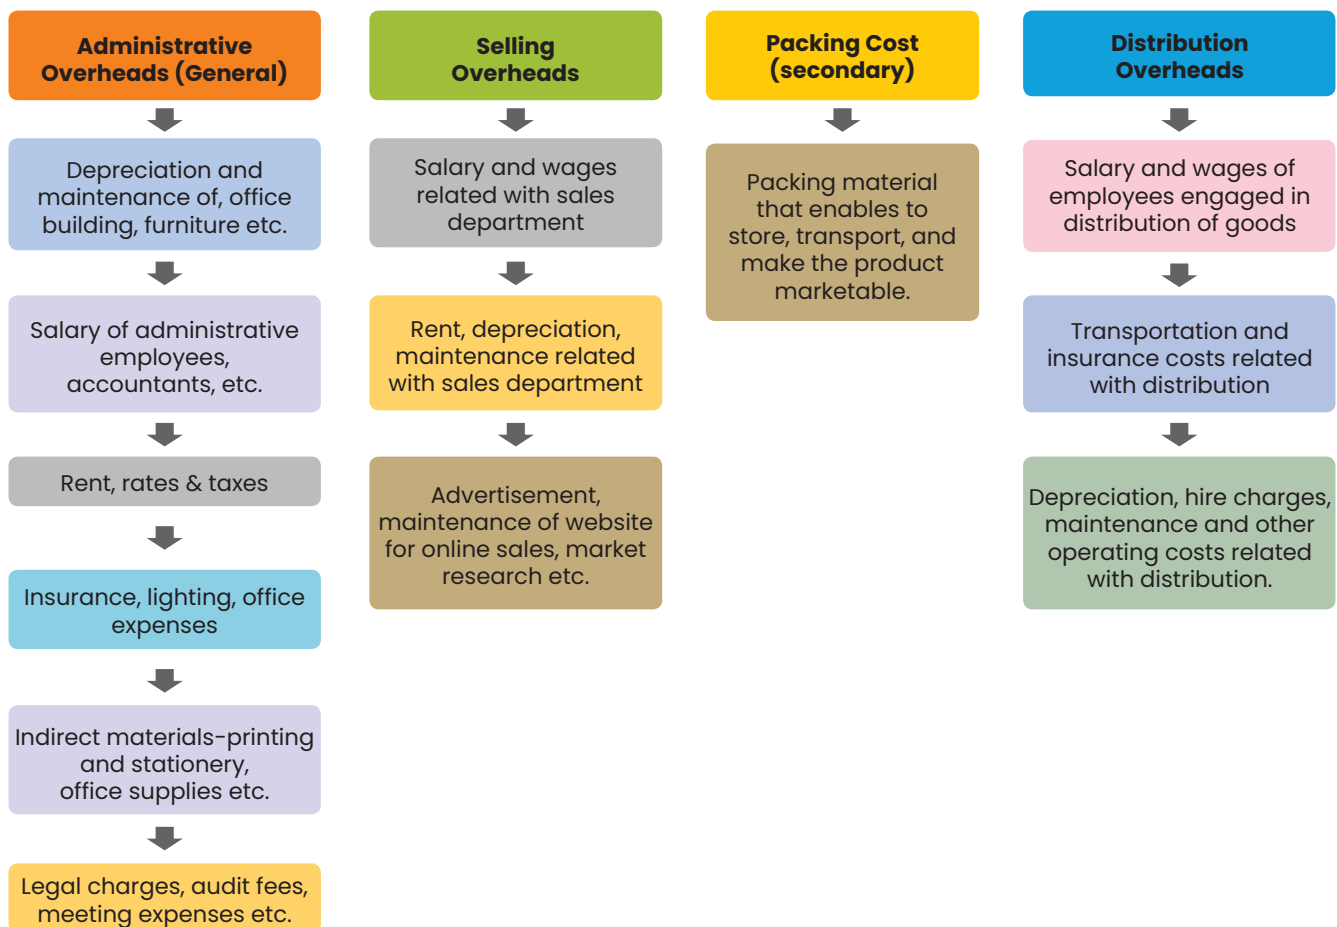 Administrative
Overheads (General)
Depreciation and
maintenance of, office
building, furniture etc.
Salary of administrative
employees,
accountants, etc.
Rent, rates & taxes
Insurance, lighting, office
expenses
Indirect materials-printing
and stationery,
office supplies etc.
Legal charges, audit fees,
meeting expenses etc.
Selling
Overheads
Salary and wages
related with sales
department
Rent, depreciation,
maintenance related
with sales department
Advertisement,
maintenance of website
for online sales, market
research etc.
Packing Cost
(secondary)
Packing material
that enables to
store, transport, and
make the product
marketable.
Distribution
Overheads
Salary and wages of
employees engaged in
distribution of goods
Transportation and
insurance costs related
with distribution
Depreciation, hire charges,
maintenance and other
operating costs related
with distribution.